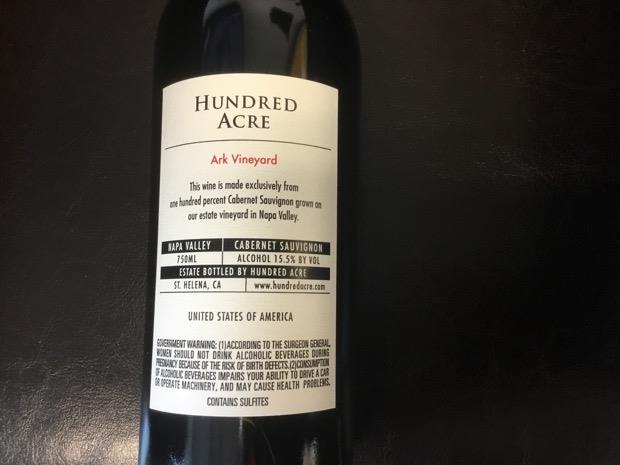 HUNDRED
ACRE
Ark Vineyard
This wine is made exclusively from
one hundred percent Cabernet Sauvignon grown on
our estate vineyard in Napa Valley.
NAPA VALLEY CABERNET SAUVIGNON
750ML ALCOHOL 15.5% BY VOL
ESTATE BOTTLED BY HUNDRED ACRE
ST. HELENA, CA www.hundredacre.com
UNITED STATES OF AMERICA
GOVERNMENT WARNING: (1)ACCORDING TO THE SURGEON GENERAL,
WOMEN SHOULD NOT DRINK ALCOHOLIC BEVERAGES DURING
PREGNANCY BECAUSE OF THE RISK OF BIRTH DEFECTS.(2)CONSUMPTION
OF ALCOHOLIC BEVERAGES IMPAIRS YOUR ABILITY TO DRIVE A CAR
OR OPERATE MACHINERY, AND MAY CAUSE HEALTH PROBLEMS.
CONTAINS SULFITES